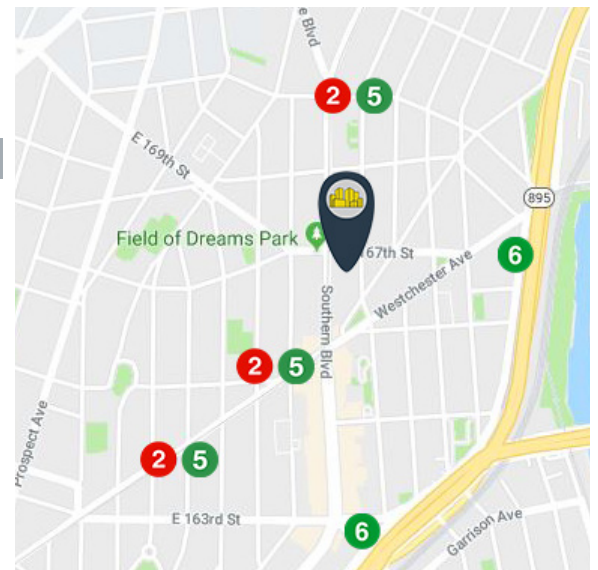 e Blvd
2 5
E 169th St
895
Field of Dreams Park
167th St
6
Westchester Ave
Southern Blvd
2 5
Prospect Ave
2 5
E 163rd St
6
Garrison Ave